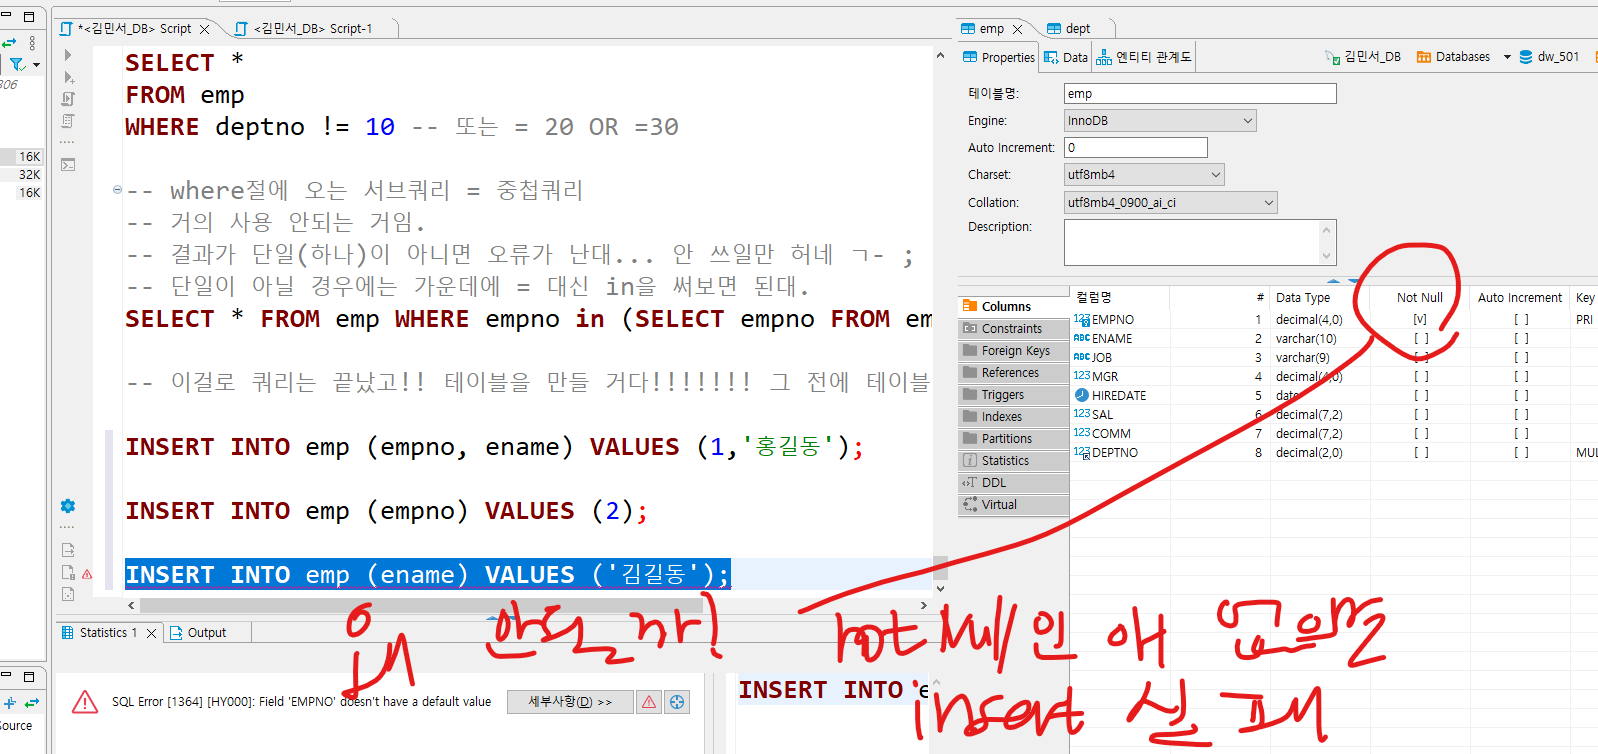 *<김민서_DB> Script
<김민서_DB> Script-1
306
16K
32K
16K
SELECT *
FROM emp
WHERE deptno != 10 -- 또는 = 20 OR =30
-- where절에 오는 서브쿼리 = 중첩쿼리
-- 거의 사용 안되는 거임.
-- 결과가 단일(하나)이 아니면 오류가 난대... 안 쓰일만 허네 ㄱ- ;
-- 단일이 아닐 경우에는 가운데에 = 대신 in을 써보면 된대.
SELECT * FROM emp WHERE empno in (SELECT empno FROM em
-- 이걸로 쿼리는 끝났고!! 테이블을 만들 거다!!!!!!! 그 전에 테이블
INSERT INTO emp (empno, ename) VALUES (1,'홍길동');
INSERT INTO emp (empno) VALUES (2);
INSERT INTO emp (ename) VALUES ('김길동');
왜 안될까!
Statistics 1
Output
SQL Error [1364] [HY000]: Field 'EMPNO' doesn't have a default value
세부사항(D) >>
INSERT INTO e
Source
emp
dept
Properties
Data
엔티티 관계도
김민서_DB
Databases
dw_501
테이블명: emp
Engine: InnoDB
Auto Increment: 0
Charset: utf8mb4
Collation: utf8mb4_0900_ai_ci
Description:
Columns
Constraints
Foreign Keys
References
Triggers
Indexes
Partitions
Statistics
DDL
Virtual
컬럼명 # Data Type Not Null Auto Increment Key
EMPNO 1 decimal(4,0) [v] [ ] PRI
ENAME 2 varchar(10) [ ] [ ]
JOB 3 varchar(9) [ ] [ ]
MGR 4 decimal(4,0) [ ] [ ]
HIREDATE 5 date [ ] [ ]
SAL 6 decimal(7,2) [ ] [ ]
COMM 7 decimal(7,2) [ ] [ ]
DEPTNO 8 decimal(2,0) [ ] [ ] MUL
not Null인 애
insert 실패